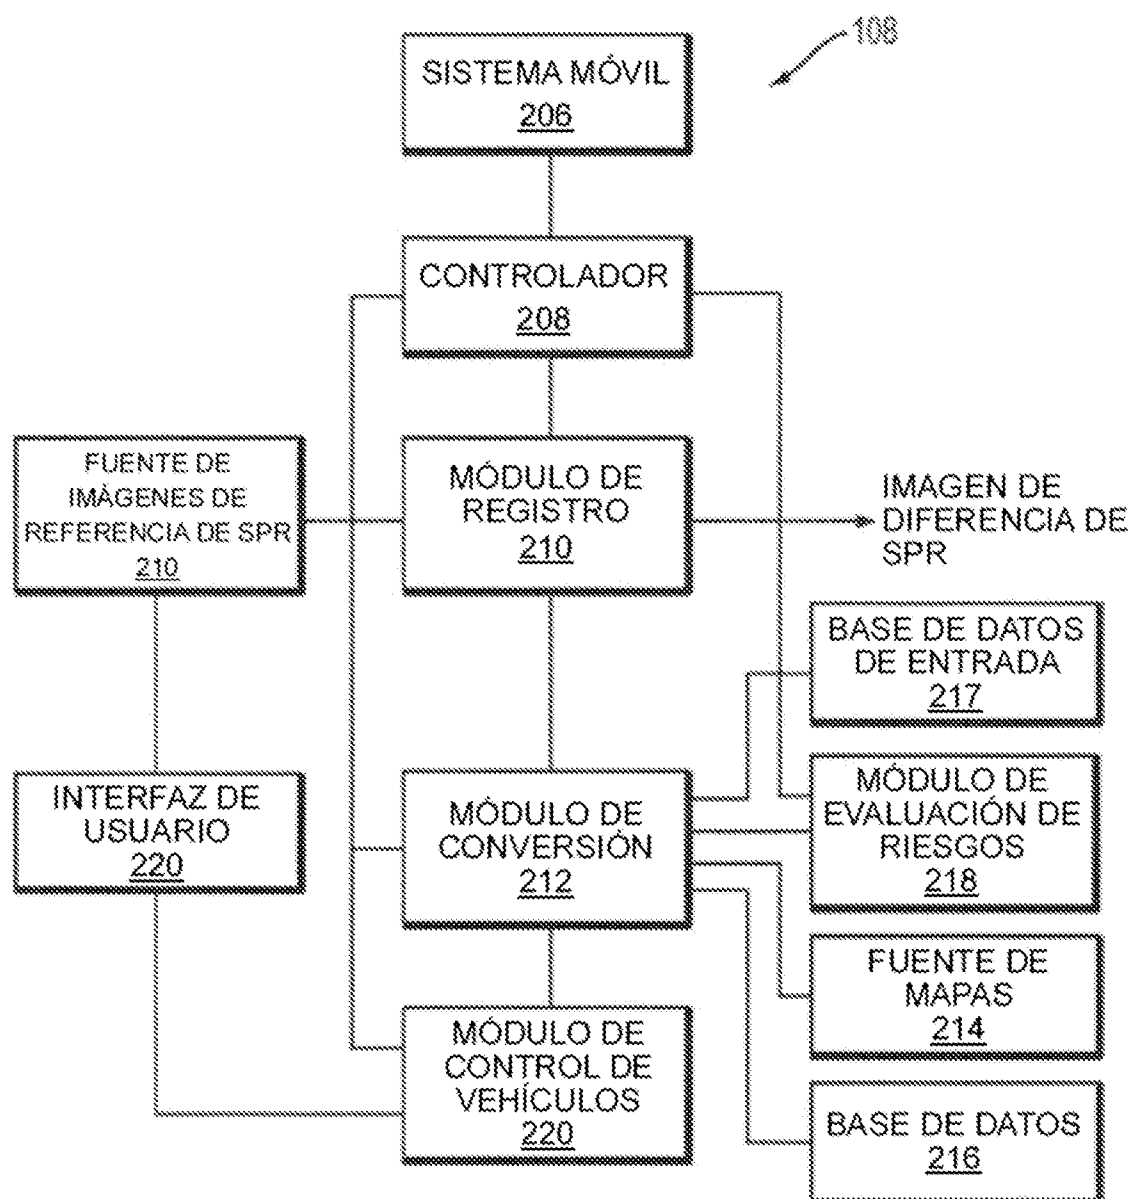 108
SISTEMA MÓVIL
206
CONTROLADOR
208
FUENTE DE
IMÁGENES DE
REFERENCIA DE SPR
210
MÓDULO DE
REGISTRO
210
IMAGEN DE
DIFERENCIA DE
SPR
BASE DE DATOS
DE ENTRADA
217
INTERFAZ DE
USUARIO
220
MÓDULO DE
CONVERSIÓN
212
MÓDULO DE
EVALUACIÓN DE
RIESGOS
218
FUENTE DE
MAPAS
214
MÓDULO DE
CONTROL DE
VEHÍCULOS
220
BASE DE DATOS
216